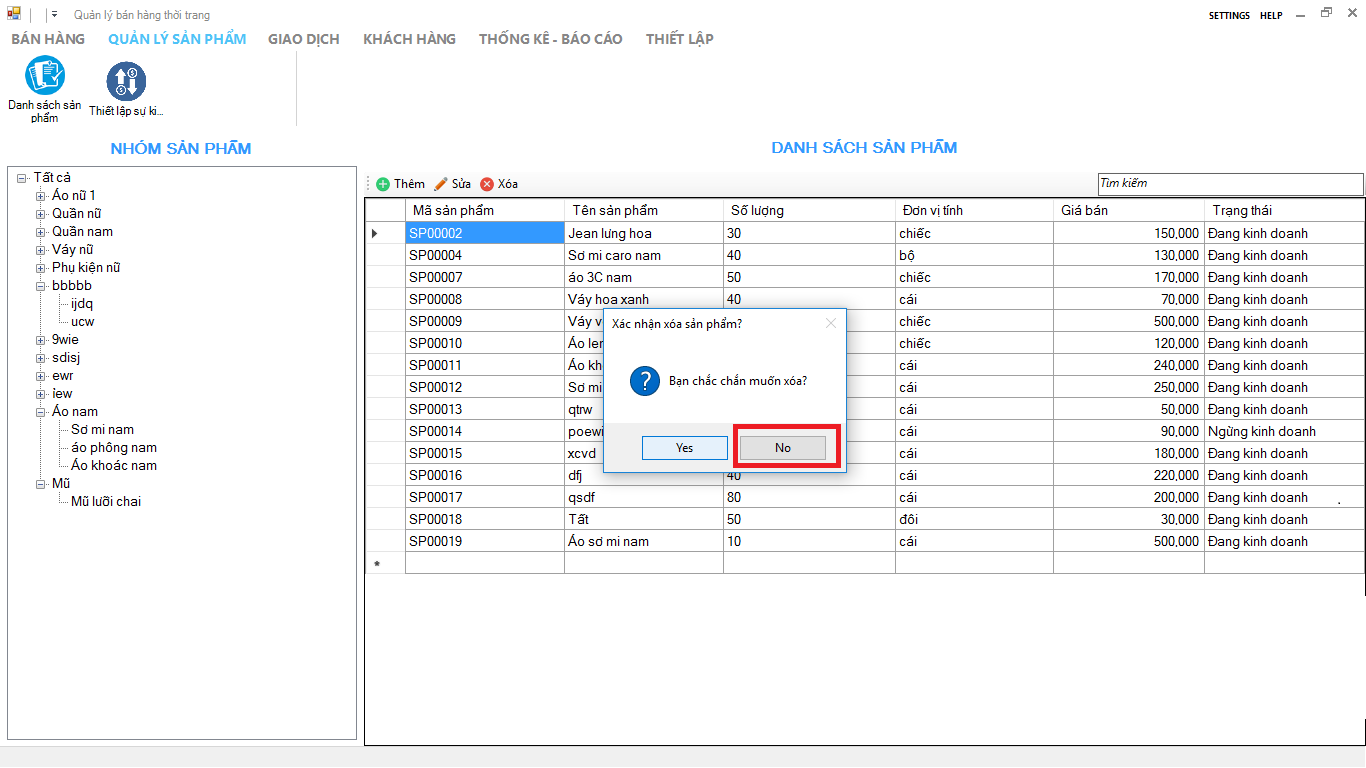 Quản lý bán hàng thời trang
SETTINGS HELP
BÁN HÀNG QUẢN LÝ SẢN PHẨM GIAO DỊCH KHÁCH HÀNG THỐNG KÊ - BÁO CÁO THIẾT LẬP
Danh sách sản
phẩm
Thiết lập sự ki...
NHÓM SẢN PHẨM
Tất cả
Áo nữ 1
Quần nữ
Quần nam
Váy nữ
Phụ kiện nữ
bbbbb
ijdq
ucw
9wie
sdisj
ewr
iew
Áo nam
Sơ mi nam
áo phông nam
Áo khoác nam
Mũ
Mũ lưỡi chai
DANH SÁCH SẢN PHẨM
Thêm Sửa Xóa
Tìm kiếm
Mã sản phẩm Tên sản phẩm Số lượng Đơn vị tính Giá bán Trạng thái
SP00002 Jean lưng hoa 30 chiếc 150,000 Đang kinh doanh
SP00004 Sơ mi caro nam 40 bộ 130,000 Đang kinh doanh
SP00007 áo 3C nam 50 chiếc 170,000 Đang kinh doanh
SP00008 Váy hoa xanh 40 cái 70,000 Đang kinh doanh
SP00009 Váy v chiếc 500,000 Đang kinh doanh
SP00010 Áo len chiếc 120,000 Đang kinh doanh
SP00011 Áo kh cái 240,000 Đang kinh doanh
SP00012 Sơ mi cái 250,000 Đang kinh doanh
SP00013 qtrw cái 50,000 Đang kinh doanh
SP00014 poewi cái 90,000 Ngừng kinh doanh
SP00015 xcvd cái 180,000 Đang kinh doanh
SP00016 dfj 40 cái 220,000 Đang kinh doanh
SP00017 qsdf 80 cái 200,000 Đang kinh doanh
SP00018 Tất 50 đôi 30,000 Đang kinh doanh
SP00019 Áo sơ mi nam 10 cái 500,000 Đang kinh doanh
Xác nhận xóa sản phẩm?
Bạn chắc chắn muốn xóa?
Yes No